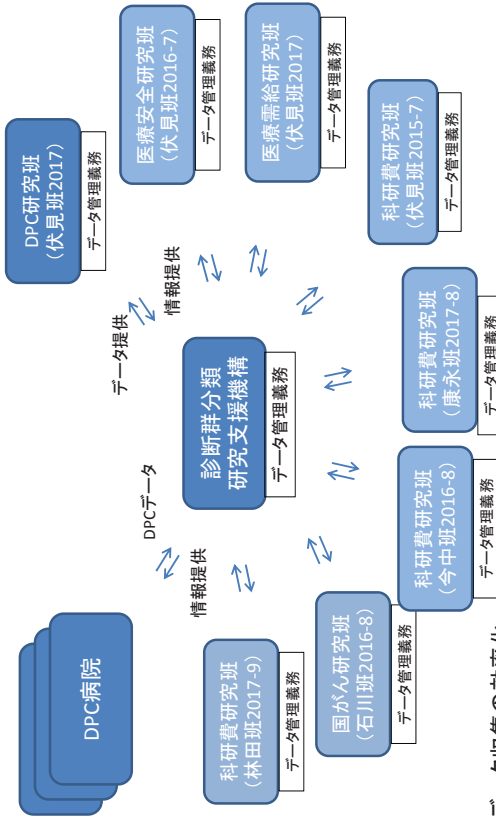 DPC病院
DPCデータ
情報提供
データ提供
情報提供
診断群分類
研究支援機構
データ管理義務
DPC研究班
(伏見班2017)
データ管理義務
医療安全研究班
(伏見班2016-7)
データ管理義務
医療需給研究班
(伏見班2017)
データ管理義務
科研費研究班
(伏見班2015-7)
データ管理義務
科研費研究班
(康永班2017-8)
データ管理義務
科研費研究班
(今中班2016-8)
データ管理義務
国がん研究班
(石川班2016-8)
データ管理義務
科研費研究班
(林田班2017-9)
データ管理義務